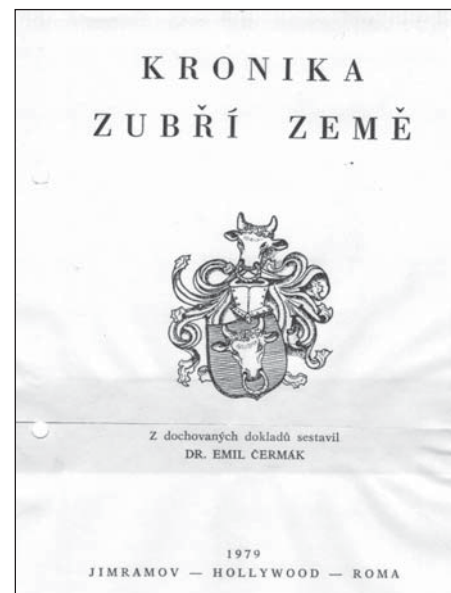 KRONIKA
ZUBŘÍ ZEMĚ
Z dochovaných dokladů sestavil
DR. EMIL ČERMÁK
1979
JIMRAMOV — HOLLYWOOD — ROMA